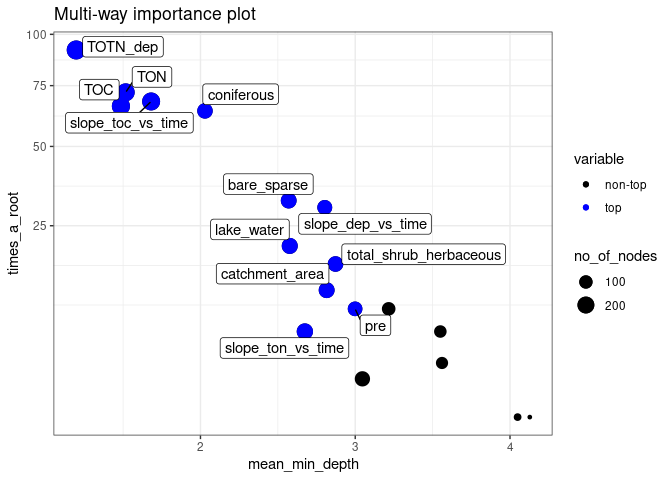 Multi-way importance plot
100
75
50
25
times_a_root
TOTN_dep
TON
TOC
coniferous
slope_toc_vs_time
bare_sparse
slope_dep_vs_time
lake_water
total_shrub_herbaceous
catchment_area
pre
slope_ton_vs_time
2
3
4
mean_min_depth
variable
non-top
top
no_of_nodes
100
200